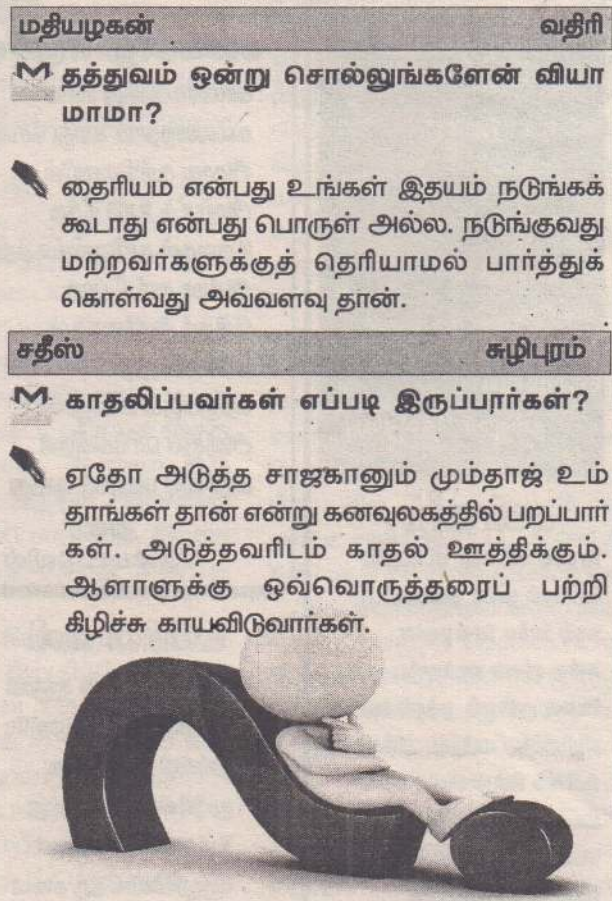 மதியழகன் வதிரி
தத்துவம் ஒன்று சொல்லுங்களேன் வியா
மாமா?
தைரியம் என்பது உங்கள் இதயம் நடுங்கக்
கூடாது என்பது பொருள் அல்ல. நடுங்குவது
மற்றவர்களுக்குத் தெரியாமல் பார்த்துக்
கொள்வது அவ்வளவு தான்.
சதீஸ் சுழிபுரம்
காதலிப்பவர்கள் எப்படி இருப்பரார்கள்?
ஏதோ அடுத்த சாஜகானும் மும்தாஜ் உம்
தாங்கள் தான் என்று கனவுலகத்தில் பறப்பார்
கள். அடுத்தவரிடம் காதல் ஊத்திக்கும்.
ஆளாளுக்கு ஒவ்வொருத்தரைப் பற்றி
கிழிச்சு காயவிடுவார்கள்.